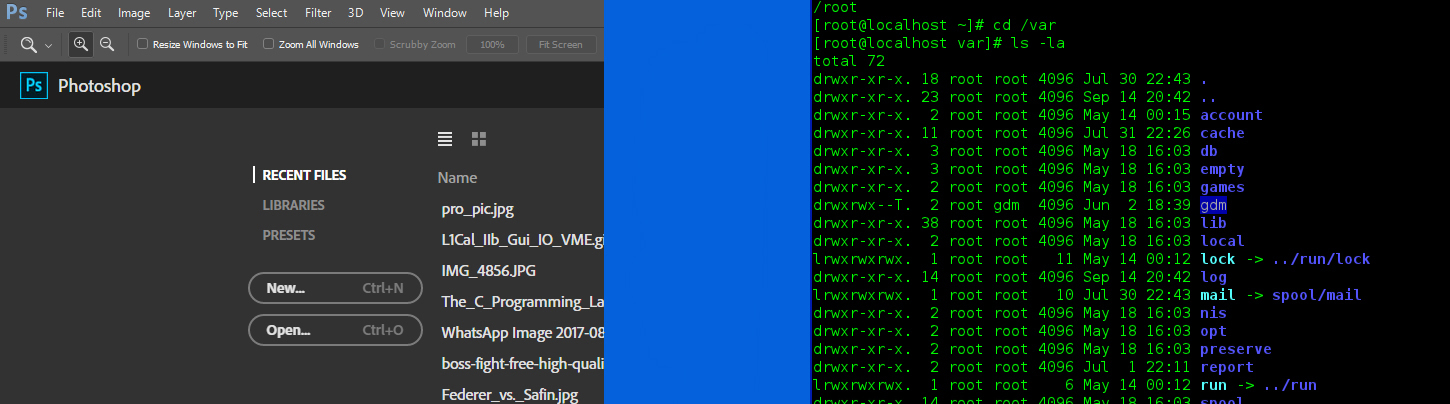 Ps File Edit Image Layer Type Select Filter 3D View Window Help
Resize Windows to Fit Zoom All Windows Scrubby Zoom 100% Fit Screen
Ps Photoshop
RECENT FILES
LIBRARIES
PRESETS
New... Ctrl+N
Open... Ctrl+O
Name
pro_pic.jpg
L1Cal_IIb_Gui_IO_VME.gi
IMG_4856.JPG
The_C_Programming_La
WhatsApp Image 2017-08
boss-fight-free-high-quali
Federer_vs._Safin.jpg
/root
[root@localhost ~]# cd /var
[root@localhost var]# ls -la
total 72
drwxr-xr-x. 18 root root 4096 Jul 30 22:43 .
drwxr-xr-x. 23 root root 4096 Sep 14 20:42 ..
drwxr-xr-x. 2 root root 4096 May 14 00:15 account
drwxr-xr-x. 11 root root 4096 Jul 31 22:26 cache
drwxr-xr-x. 3 root root 4096 May 18 16:03 db
drwxr-xr-x. 3 root root 4096 May 18 16:03 empty
drwxr-xr-x. 2 root root 4096 May 18 16:03 games
drwxrwx--T. 2 root gdm 4096 Jun 2 18:39 gdm
drwxr-xr-x. 38 root root 4096 May 18 16:03 lib
drwxr-xr-x. 2 root root 4096 May 18 16:03 local
lrwxrwxrwx. 1 root root 11 May 14 00:12 lock -> ../run/lock
drwxr-xr-x. 14 root root 4096 Sep 14 20:42 log
lrwxrwxrwx. 1 root root 10 Jul 30 22:43 mail -> spool/mail
drwxr-xr-x. 2 root root 4096 May 18 16:03 nis
drwxr-xr-x. 2 root root 4096 May 18 16:03 opt
drwxr-xr-x. 2 root root 4096 May 18 16:03 preserve
drwxr-xr-x. 2 root root 4096 Jul 1 22:11 report
lrwxrwxrwx. 1 root root 6 May 14 00:12 run -> ../run
drwxr-xr-x. 14 root root 4096 May 18 16:03 spool